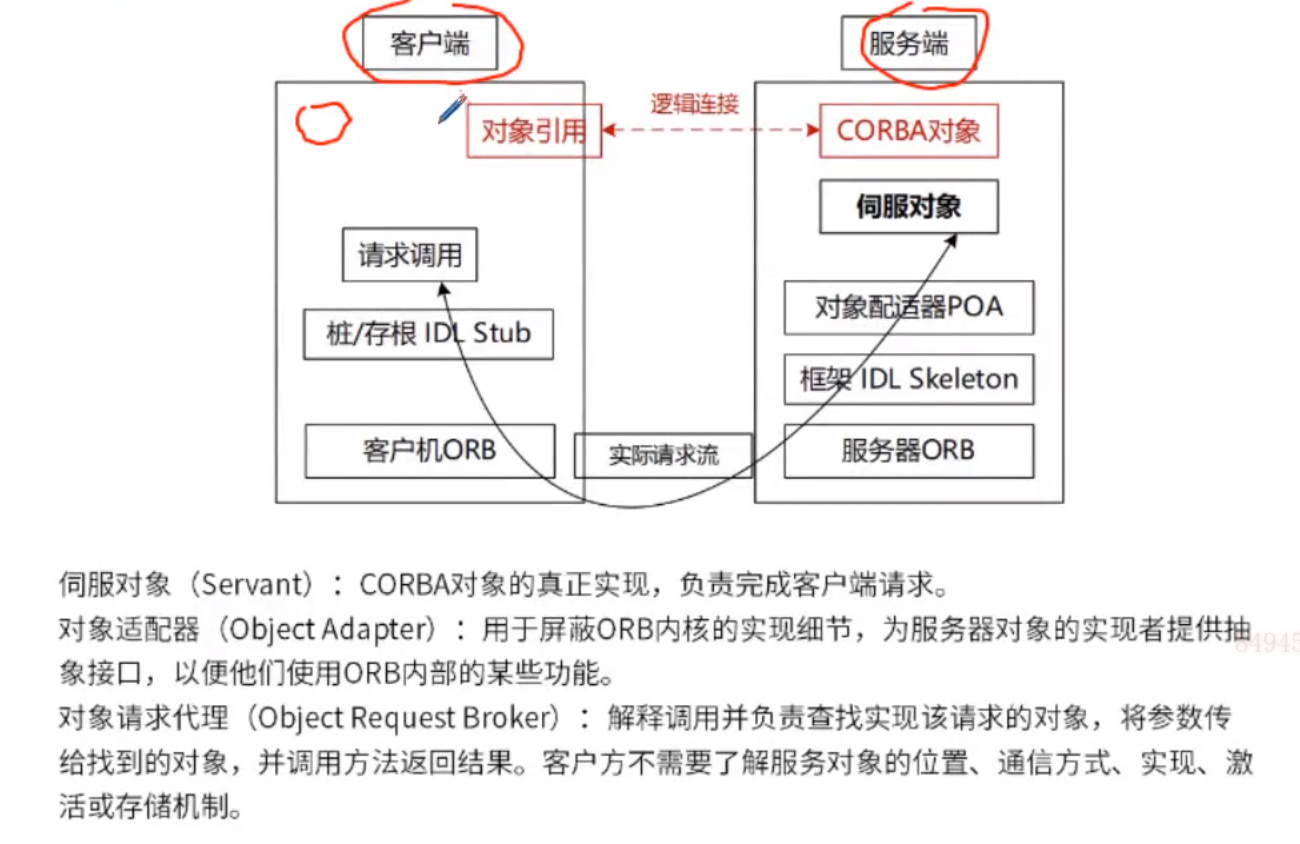 客户端
服务端
逻辑连接
对象引用
CORBA对象
伺服对象
请求调用
对象配适器POA
桩/存根 IDL Stub
框架 IDL Skeleton
客户机ORB
实际请求流
服务器ORB
伺服对象（Servant）：CORBA对象的真正实现，负责完成客户端请求。
对象适配器（Object Adapter）：用于屏蔽ORB内核的实现细节，为服务器对象的实现者提供抽
象接口，以便他们使用ORB内部的某些功能。
84945
对象请求代理（Object Request Broker）：解释调用并负责查找实现该请求的对象，将参数传
给找到的对象，并调用方法返回结果。客户方不需要了解服务对象的位置、通信方式、实现、激
活或存储机制。